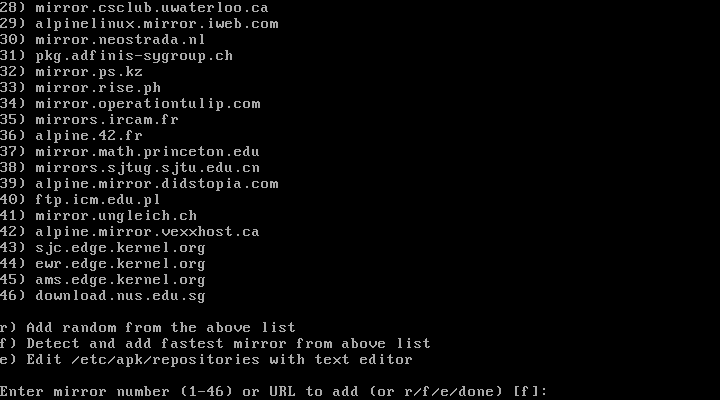 28) mirror.csclub.uwaterloo.ca
29) alpinelinux.mirror.iweb.com
30) mirror.neostrada.nl
31) pkg.adfinis-sygroup.ch
32) mirror.ps.kz
33) mirror.rise.ph
34) mirror.operationtulip.com
35) mirrors.ircam.fr
36) alpine.42.fr
37) mirror.math.princeton.edu
38) mirrors.sjtug.sjtu.edu.cn
39) alpine.mirror.didstopia.com
40) ftp.icm.edu.pl
41) mirror.ungleich.ch
42) alpine.mirror.vexxhost.ca
43) sjc.edge.kernel.org
44) ewr.edge.kernel.org
45) ams.edge.kernel.org
46) download.nus.edu.sg
r) Add random from the above list
f) Detect and add fastest mirror from above list
e) Edit /etc/apk/repositories with text editor
Enter mirror number (1-46) or URL to add (or r/f/e/done) [f]: